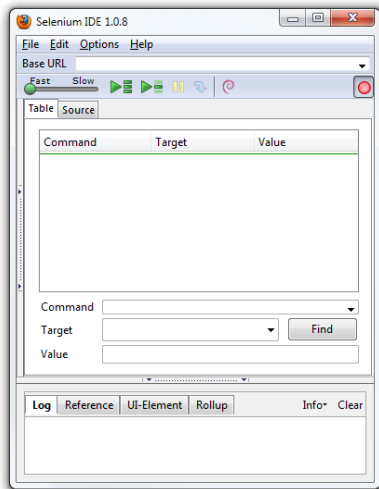 Selenium IDE 1.0.8
File Edit Options Help
Base URL
Fast Slow
Table Source
Command Target Value
Command
Target Find
Value
Log Reference UI-Element Rollup Info Clear